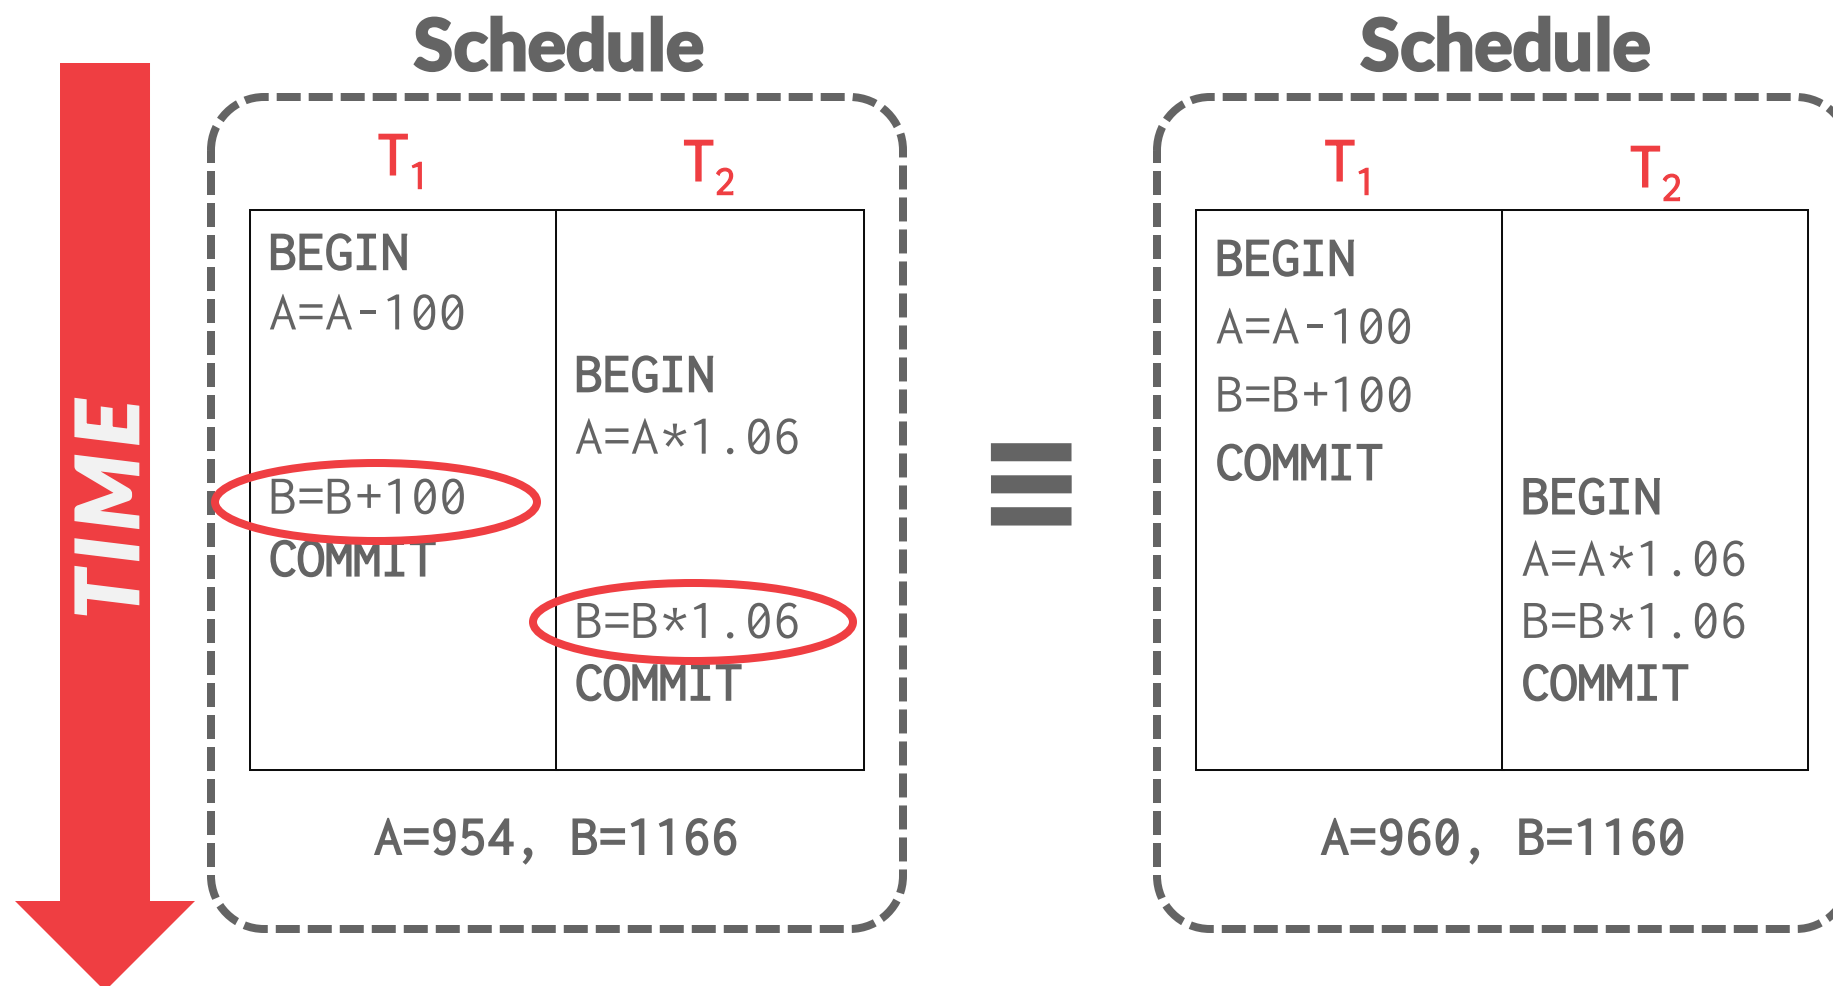 Schedule
T1 T2
BEGIN
A=A-100
BEGIN
A=A*1.06
B=B+100
COMMIT
B=B*1.06
COMMIT
A=954, B=1166
TIME
≡
Schedule
T1 T2
BEGIN
A=A-100
B=B+100
COMMIT
BEGIN
A=A*1.06
B=B*1.06
COMMIT
A=960, B=1160